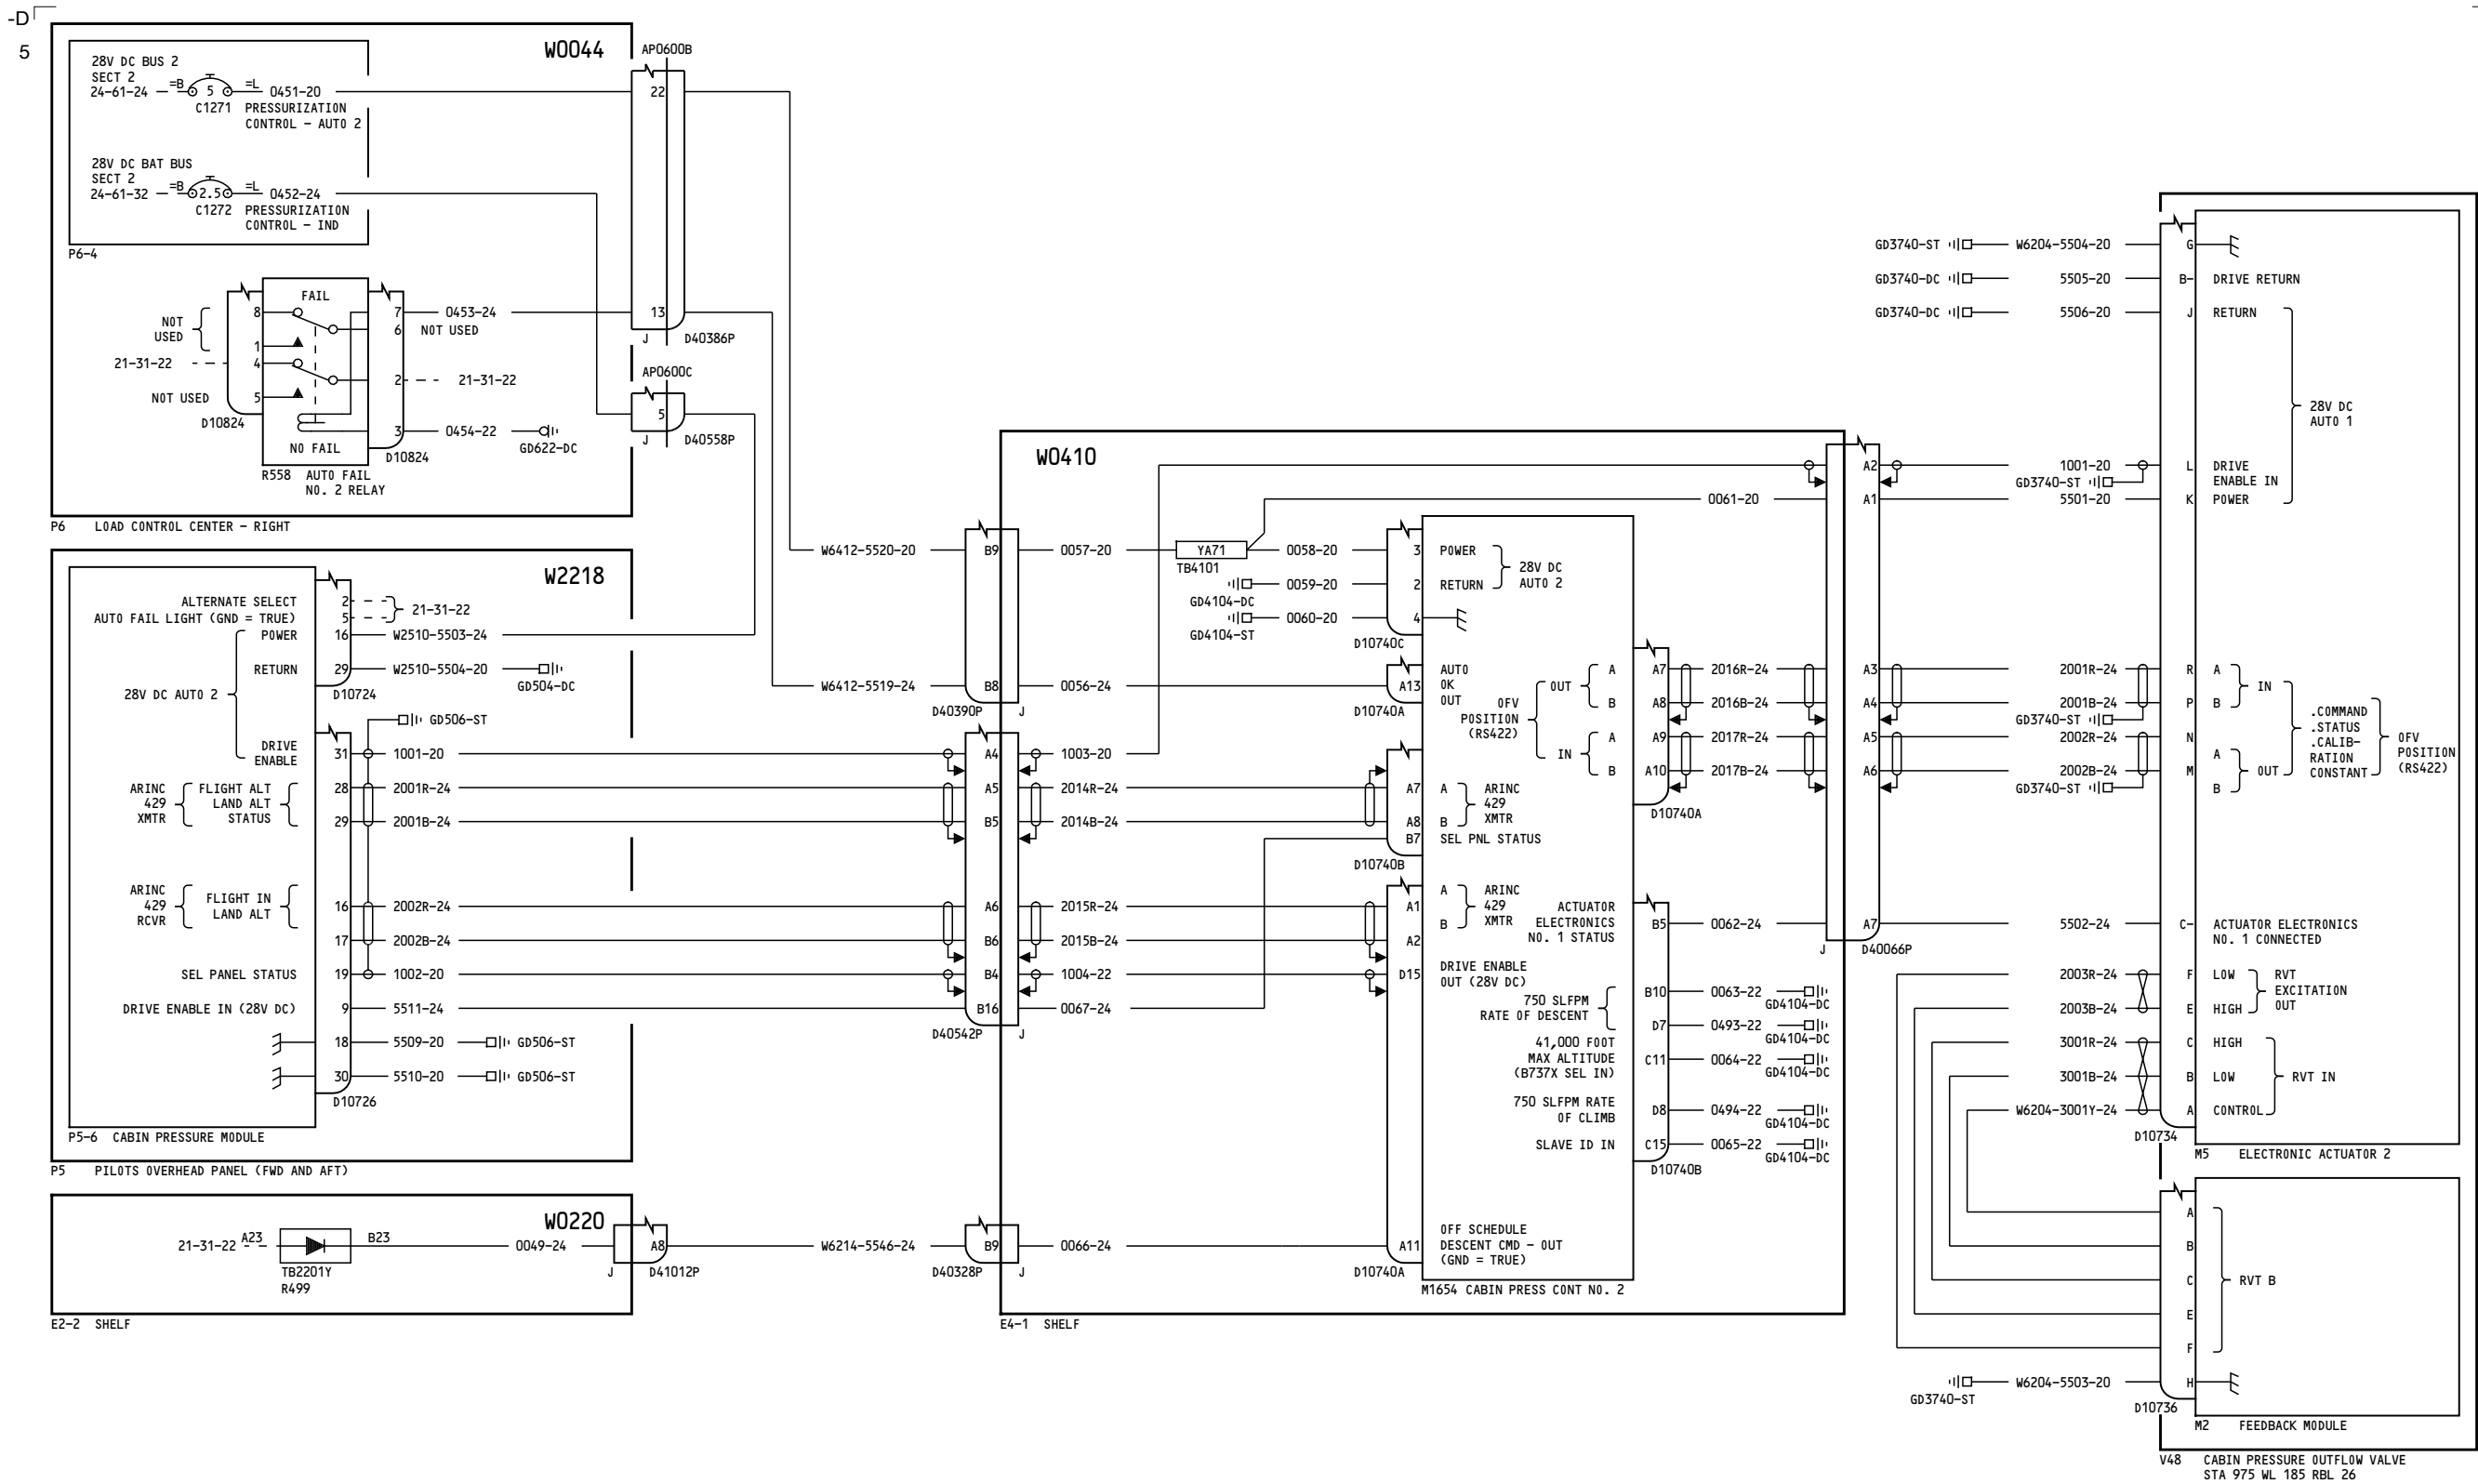 -D
5
W0044
28V DC BUS 2
SECT 2
24-61-24
=B
5
=L
0451-20
C1271
PRESSURIZATION
CONTROL - AUTO 2
28V DC BAT BUS
SECT 2
24-61-32
=B
2.5
=L
0452-24
C1272
PRESSURIZATION
CONTROL - IND
P6-4
AP0600B
22
13
J
D40386P
AP0600C
5
J
D40558P
FAIL
NOT
USED
8
1
21-31-22
4
NOT USED
5
D10824
7
0453-24
6
NOT USED
2
21-31-22
3
0454-22
GD622-DC
NO FAIL
D10824
R558
AUTO FAIL
NO. 2 RELAY
P6
LOAD CONTROL CENTER - RIGHT
W2218
ALTERNATE SELECT
2
AUTO FAIL LIGHT (GND = TRUE)
5
21-31-22
POWER
16
W2510-5503-24
RETURN
29
W2510-5504-20
GD504-DC
28V DC AUTO 2
D10724
GD506-ST
DRIVE
ENABLE
31
1001-20
ARINC
429
XMTR
FLIGHT ALT
LAND ALT
STATUS
28
2001R-24
29
2001B-24
ARINC
429
RCVR
FLIGHT IN
LAND ALT
16
2002R-24
17
2002B-24
SEL PANEL STATUS
19
1002-20
DRIVE ENABLE IN (28V DC)
9
5511-24
18
5509-20
GD506-ST
30
5510-20
GD506-ST
D10726
P5-6
CABIN PRESSURE MODULE
P5
PILOTS OVERHEAD PANEL (FWD AND AFT)
W0220
21-31-22
A23
B23
0049-24
TB2201Y
R499
J
A8
D41012P
E2-2
SHELF
W6214-5546-24
B9
D40328P
J
0066-24
W0410
W6412-5520-20
B9
0057-20
YA71
TB4101
0058-20
0061-20
0059-20
GD4104-DC
0060-20
GD4104-ST
W6412-5519-24
B8
0056-24
D40390P
J
A4
1003-20
A5
2014R-24
B5
2014B-24
A6
2015R-24
B6
2015B-24
B4
1004-22
B16
0067-24
D40542P
J
3
POWER
2
RETURN
28V DC
AUTO 2
4
D10740C
A13
AUTO
OK
OUT
D10740A
A7
A
A8
B
ARINC
429
XMTR
B7
SEL PNL STATUS
D10740B
A1
A
A2
B
ARINC
429
XMTR
D15
DRIVE ENABLE
OUT (28V DC)
A11
OFF SCHEDULE
DESCENT CMD - OUT
(GND = TRUE)
D10740A
OFV
POSITION
(RS422)
OUT
A
B
IN
A
B
A7
2016R-24
A8
2016B-24
A9
2017R-24
A10
2017B-24
D10740A
ACTUATOR
ELECTRONICS
NO. 1 STATUS
B5
0062-24
750 SLFPM
RATE OF DESCENT
B10
0063-22
GD4104-DC
D7
0493-22
GD4104-DC
41,000 FOOT
MAX ALTITUDE
(B737X SEL IN)
C11
0064-22
GD4104-DC
750 SLFPM RATE
OF CLIMB
D8
0494-22
GD4104-DC
SLAVE ID IN
C15
0065-22
GD4104-DC
D10740B
M1654 CABIN PRESS CONT NO. 2
E4-1
SHELF
A2
A1
A3
A4
A5
A6
A7
J
D40066P
GD3740-ST
W6204-5504-20
G
GD3740-DC
5505-20
B-
DRIVE RETURN
GD3740-DC
5506-20
J
RETURN
28V DC
AUTO 1
1001-20
L
DRIVE
ENABLE IN
GD3740-ST
5501-20
K
POWER
2001R-24
R
A
2001B-24
P
B
IN
GD3740-ST
2002R-24
N
A
2002B-24
M
B
OUT
GD3740-ST
.COMMAND
.STATUS
.CALIB-
RATION
CONSTANT
OFV
POSITION
(RS422)
5502-24
C-
ACTUATOR ELECTRONICS
NO. 1 CONNECTED
2003R-24
F
LOW
2003B-24
E
HIGH
RVT
EXCITATION
OUT
3001R-24
C
HIGH
3001B-24
B
LOW
W6204-3001Y-24
A
CONTROL
RVT IN
D10734
M5
ELECTRONIC ACTUATOR 2
A
B
C
E
F
RVT B
GD3740-ST
W6204-5503-20
H
D10736
M2
FEEDBACK MODULE
V48
CABIN PRESSURE OUTFLOW VALVE
STA 975 WL 185 RBL 26